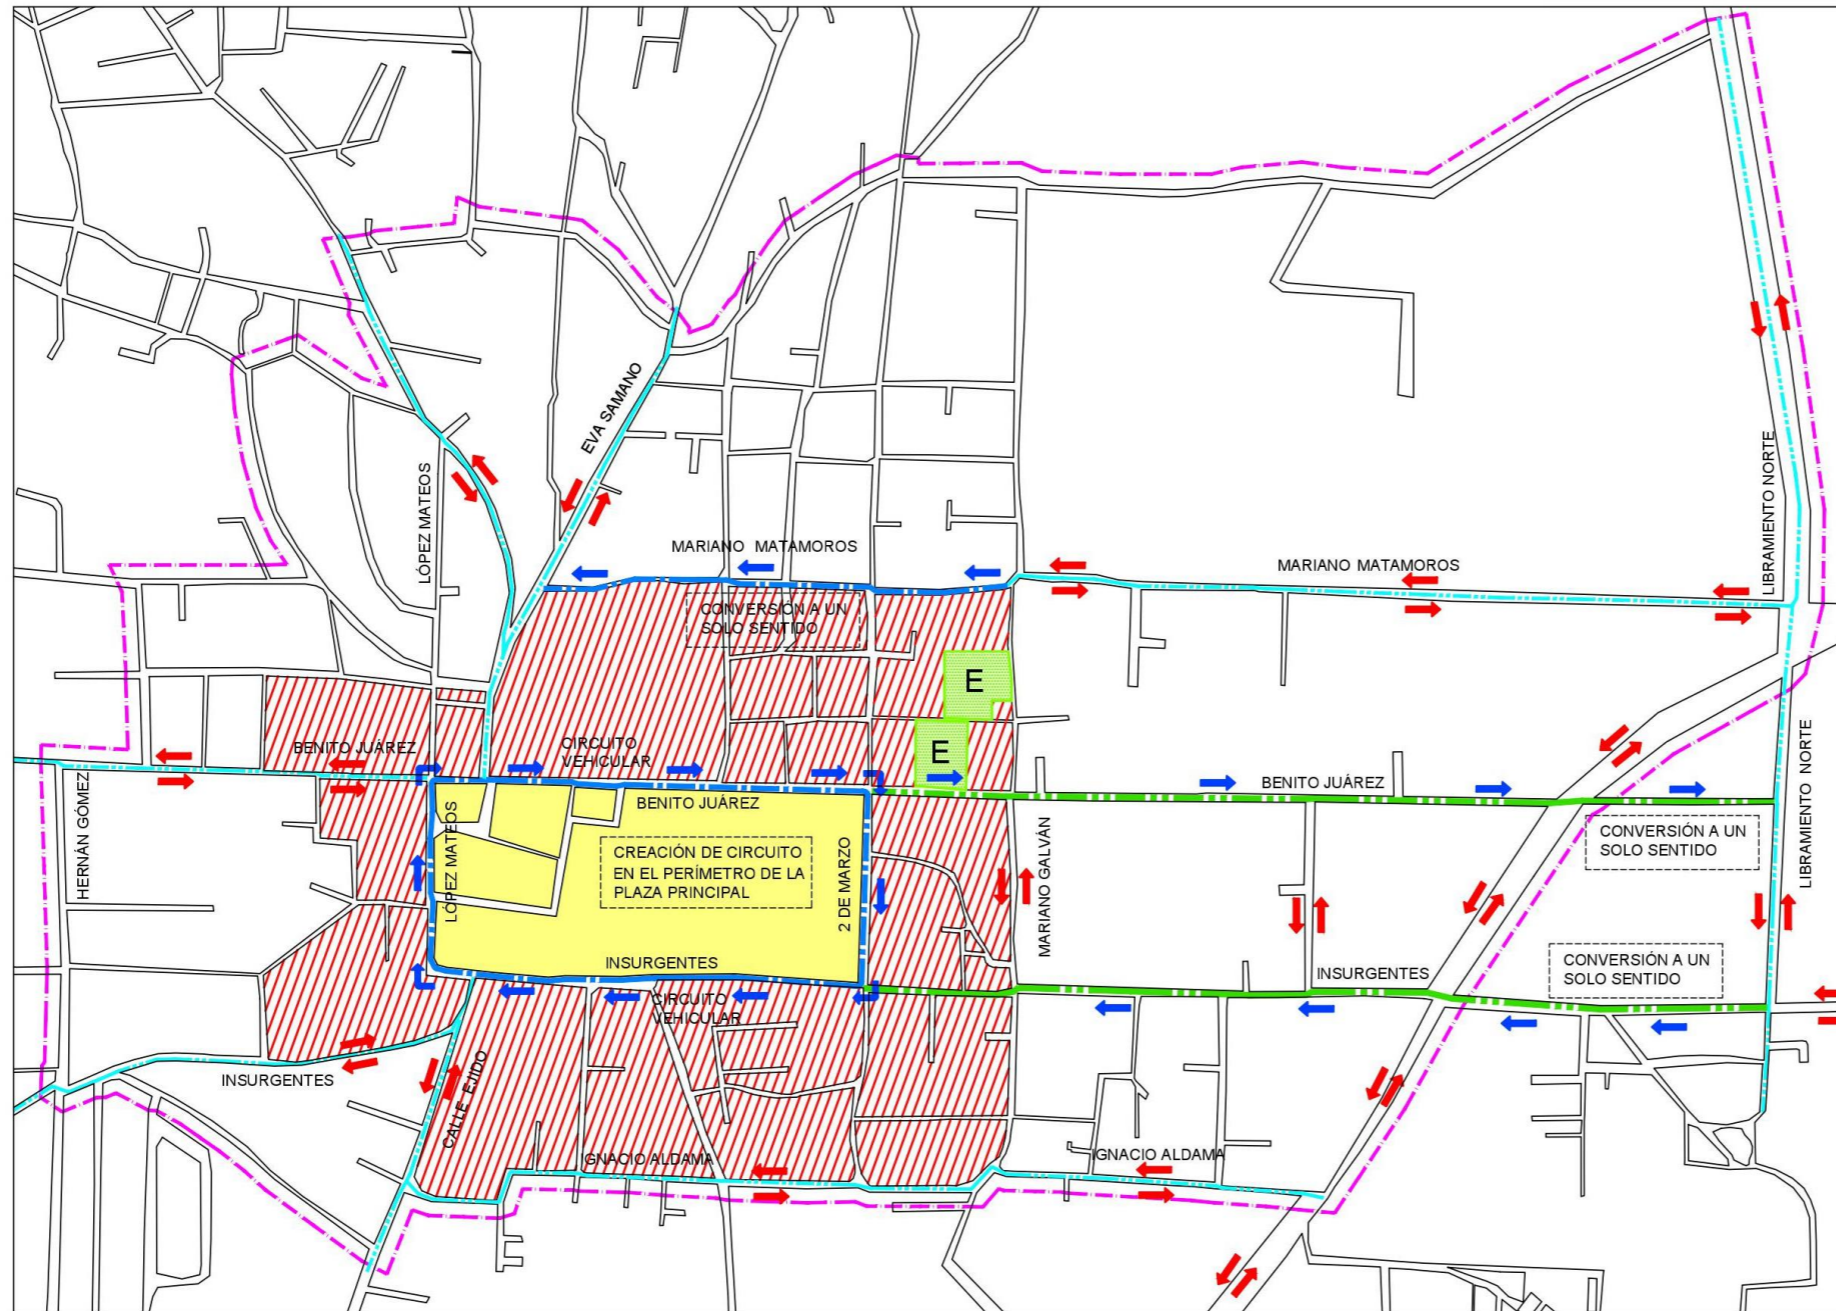 EVA SAMANO
LÓPEZ MATEOS
LIBRAMIENTO NORTE
MARIANO MATAMOROS
MARIANO MATAMOROS
CONVERSIÓN A UN
SOLO SENTIDO
E
E
BENITO JUÁREZ
CIRCUITO
VEHICULAR
BENITO JUÁREZ
BENITO JUÁREZ
HERNÁN GÓMEZ
LÓPEZ MATEOS
CREACIÓN DE CIRCUITO
EN EL PERÍMETRO DE LA
PLAZA PRINCIPAL
2 DE MARZO
MARIANO GALVÁN
CONVERSIÓN A UN
SOLO SENTIDO
LIBRAMIENTO NORTE
INSURGENTES
CIRCUITO
VEHICULAR
INSURGENTES
CONVERSIÓN A UN
SOLO SENTIDO
INSURGENTES
CALLE EJIDO
IGNACIO ALDAMA
IGNACIO ALDAMA